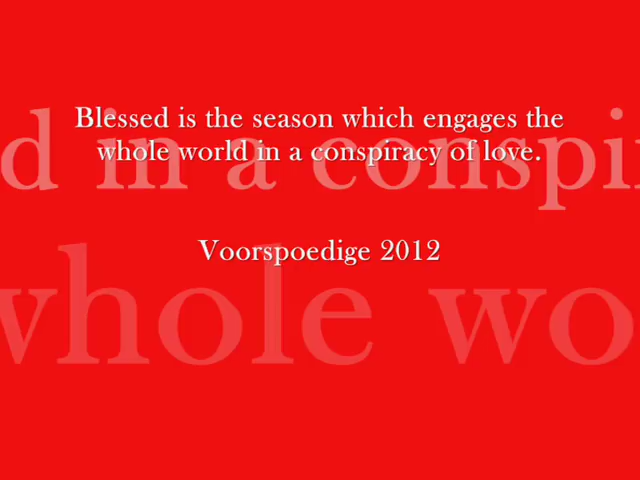 Blessed is the season which engages the
whole world in a conspiracy of love.
d in a conspi
Voorspoedige 2012
whole wo